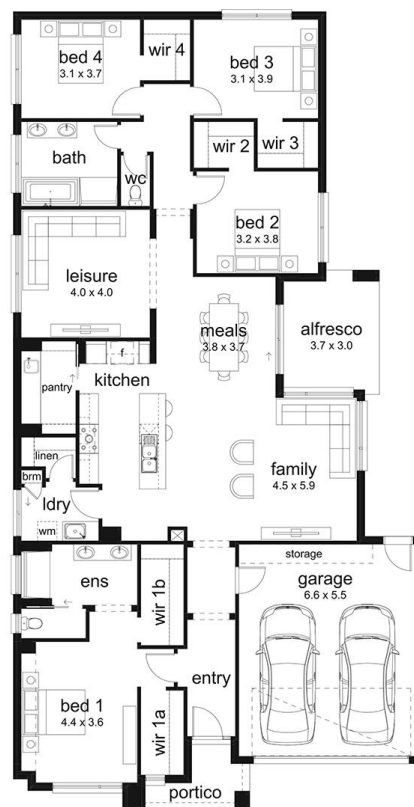 bed 4
3.1 x 3.7
wir 4
bed 3
3.1 x 3.9
bath
wc
wir 2
wir 3
bed 2
3.2 x 3.8
leisure
4.0 x 4.0
meals
3.8 x 3.7
alfresco
3.7 x 3.0
f
kitchen
pantry
linen
brm
ldry
wm
family
4.5 x 5.9
storage
garage
6.6 x 5.5
ens
wir 1b
entry
bed 1
4.4 x 3.6
wir 1a
portico